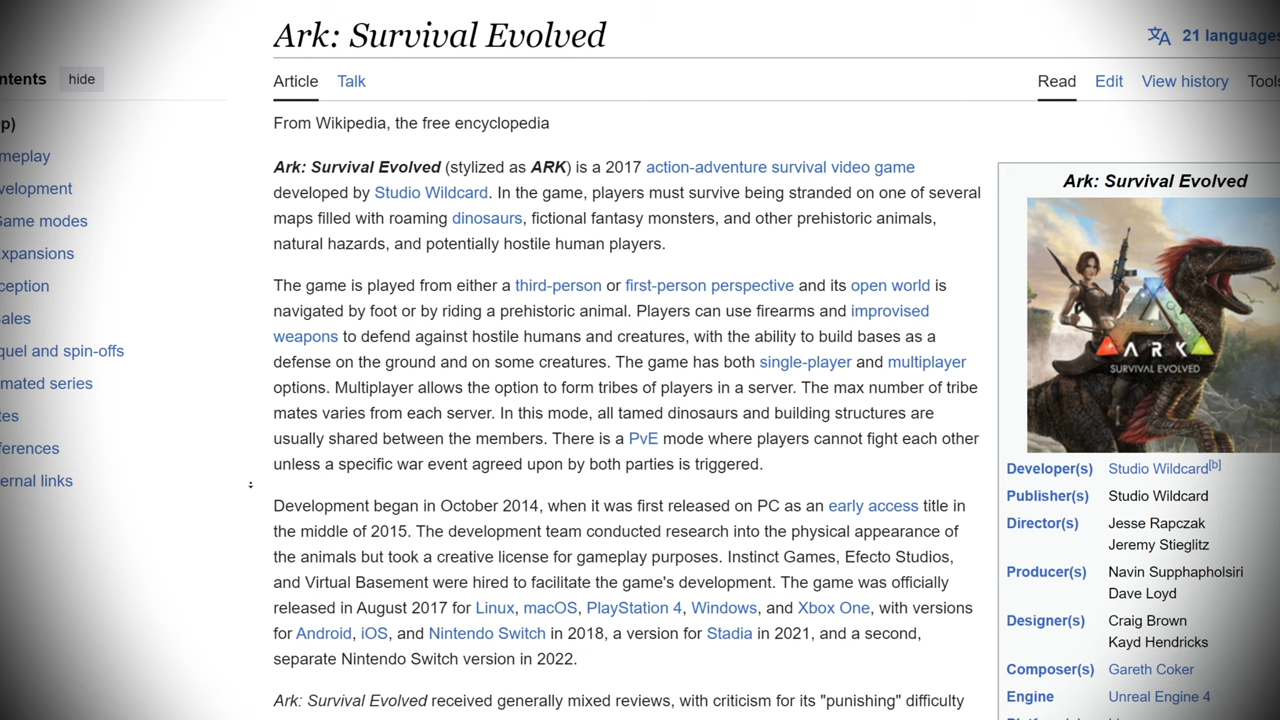 Ark: Survival Evolved
21 languages
ntents hide
Article Talk
Read Edit View history Tools
p)
From Wikipedia, the free encyclopedia
meplay
velopment
Game modes
xpansions
ception
ales
quel and spin-offs
mated series
tes
ferences
ernal links
Ark: Survival Evolved (stylized as ARK) is a 2017 action-adventure survival video game
developed by Studio Wildcard. In the game, players must survive being stranded on one of several
maps filled with roaming dinosaurs, fictional fantasy monsters, and other prehistoric animals,
natural hazards, and potentially hostile human players.
The game is played from either a third-person or first-person perspective and its open world is
navigated by foot or by riding a prehistoric animal. Players can use firearms and improvised
weapons to defend against hostile humans and creatures, with the ability to build bases as a
defense on the ground and on some creatures. The game has both single-player and multiplayer
options. Multiplayer allows the option to form tribes of players in a server. The max number of tribe
mates varies from each server. In this mode, all tamed dinosaurs and building structures are
usually shared between the members. There is a PvE mode where players cannot fight each other
unless a specific war event agreed upon by both parties is triggered.
Development began in October 2014, when it was first released on PC as an early access title in
the middle of 2015. The development team conducted research into the physical appearance of
the animals but took a creative license for gameplay purposes. Instinct Games, Efecto Studios,
and Virtual Basement were hired to facilitate the game's development. The game was officially
released in August 2017 for Linux, macOS, PlayStation 4, Windows, and Xbox One, with versions
for Android, iOS, and Nintendo Switch in 2018, a version for Stadia in 2021, and a second,
separate Nintendo Switch version in 2022.
Ark: Survival Evolved received generally mixed reviews, with criticism for its "punishing" difficulty
Ark: Survival Evolved
ARK
SURVIVAL EVOLVED
Developer(s) Studio Wildcard[b]
Publisher(s) Studio Wildcard
Director(s) Jesse Rapczak
Jeremy Stieglitz
Producer(s) Navin Supphapholsiri
Dave Loyd
Designer(s) Craig Brown
Kayd Hendricks
Composer(s) Gareth Coker
Engine Unreal Engine 4